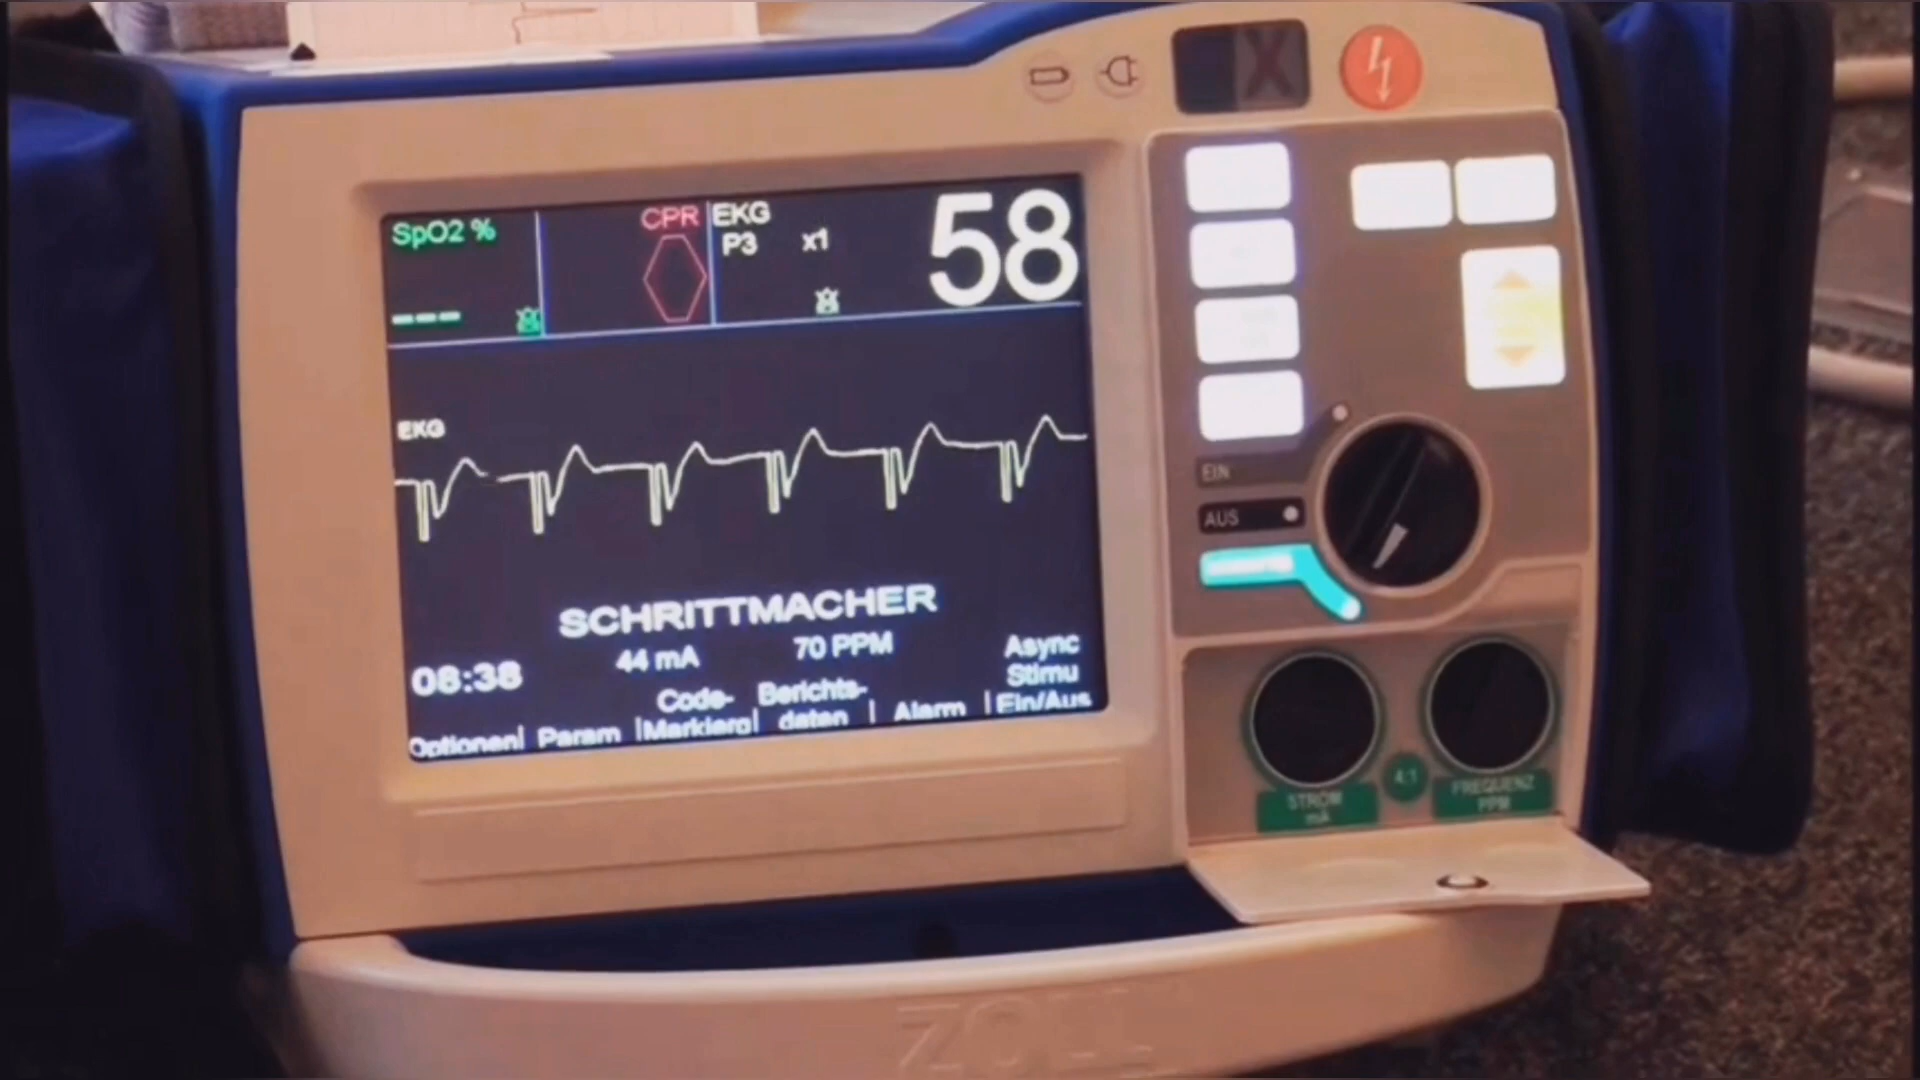 SpO2 %
---
CPR
EKG
P3 x1
58
EKG
SCHRITTMACHER
44 mA 70 PPM
08:38
Async
Stimu
Ein/Aus
Optionen
Param
Code-
Markierg
Berichts-
daten
Alarm
EIN
AUS
STROM
mA
4:1
FREQUENZ
PPM
ZOLL